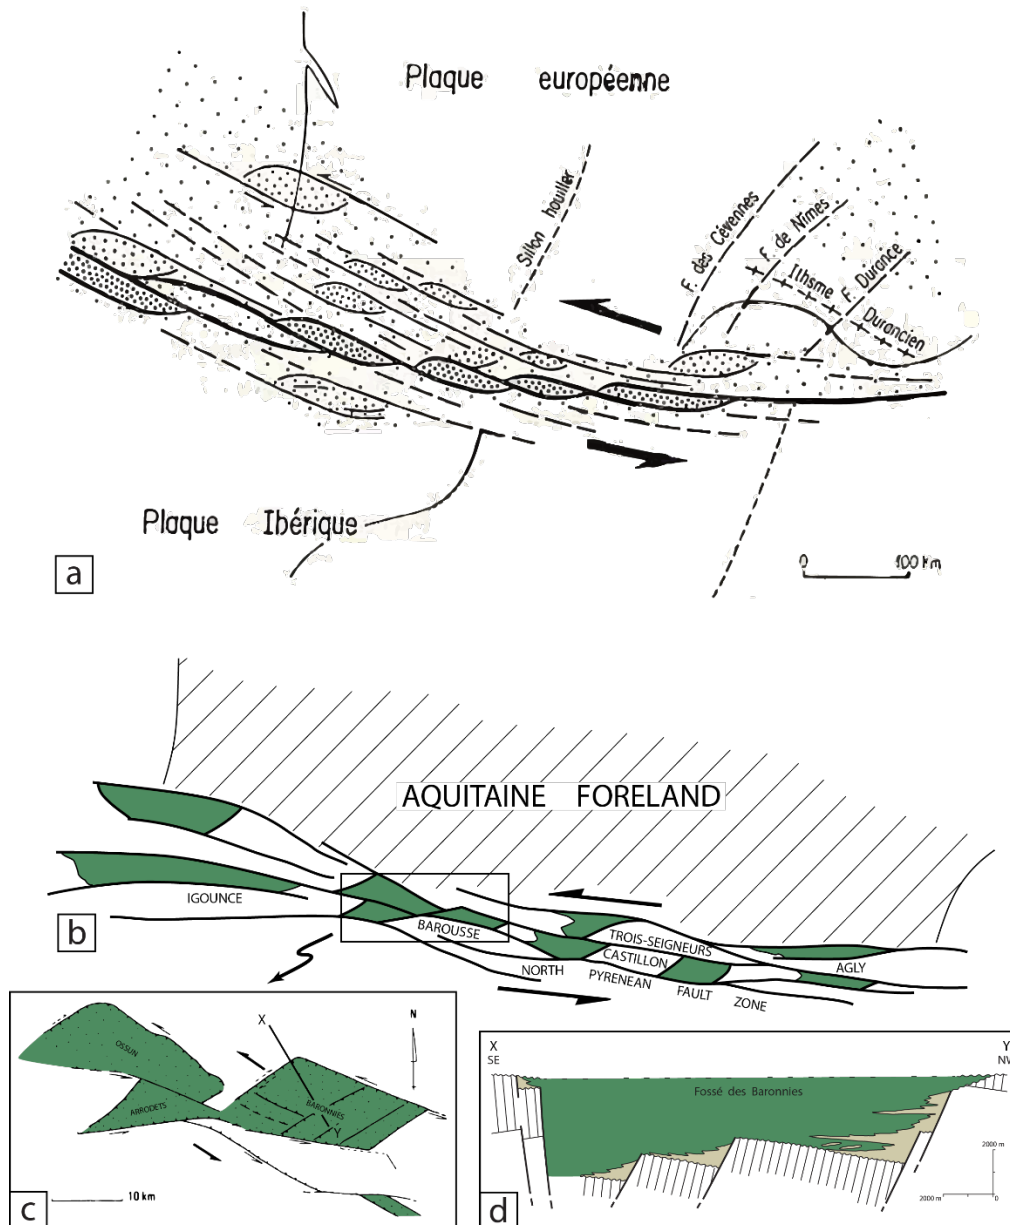 Plaque européenne
Sillon houiller
F. des Cévennes
F. de Nîmes
Ithsme
F. Durance
Durancien
Plaque Ibérique
a
0 100 km
AQUITAINE FORELAND
IGOUNCE
BAROUSSE
TROIS-SEIGNEURS
CASTILLON
AGLY
NORTH PYRENEAN FAULT ZONE
b
X
N
OSSUN
ARRODETS
BARONNIES
Y
10 km
c
X
SE
Y
NW
Fossé des Baronnies
2000 m
2000 m 0
d